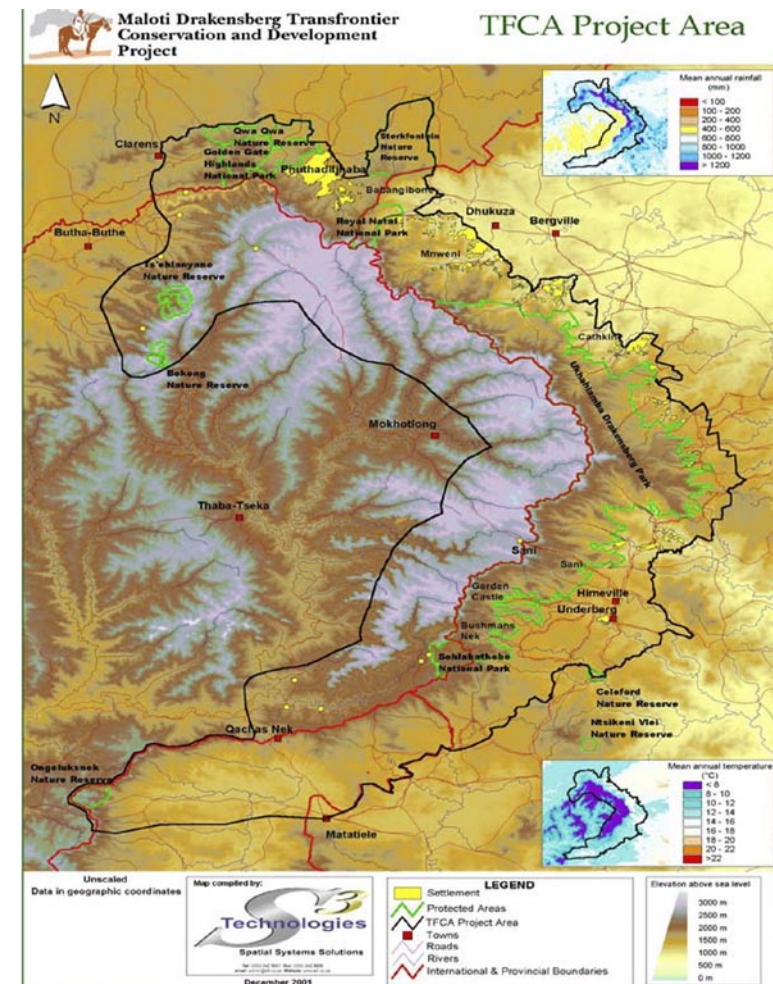 Maloti Drakensberg Transfrontier
Conservation and Development
Project
TFCA Project Area
Mean annual rainfall
(mm)
< 100
100 - 200
200 - 400
400 - 600
600 - 800
800 - 1000
1000 - 1200
> 1200
N
Clarens
Qwa Qwa
Nature Reserve
Golden Gate
Highlands
National Park
Sterkfontein
Nature
Reserve
Phuthaditjhaba
Babangibone
Butha-Buthe
Royal Natal
National Park
Dhukuza
Bergville
Mnweni
Ts'ehlanyane
Nature Reserve
Cathkin
Bokong
Nature Reserve
Ukhahlamba Drakensberg Park
Mokhotlong
Thaba-Tseka
Sani
Sani
Garden
Castle
Himeville
Underberg
Bushmans
Nek
Sehlabathebe
National Park
Coleford
Nature Reserve
Ntsikeni Vlei
Nature Reserve
Qachas Nek
Ongeluksnek
Nature Reserve
Matatiele
Mean annual temperature
(°C)
< 8
8 - 10
10 - 12
12 - 14
14 - 16
16 - 18
18 - 20
20 - 22
>22
Unscaled
Data in geographic coordinates
Map compiled by:
S3
Technologies
Spatial Systems Solutions
December 2001
LEGEND
Settlement
Protected Areas
TFCA Project Area
Towns
Roads
Rivers
International & Provincial Boundaries
Elevation above sea level
3000 m
2500 m
2000 m
1500 m
1000 m
500 m
0 m